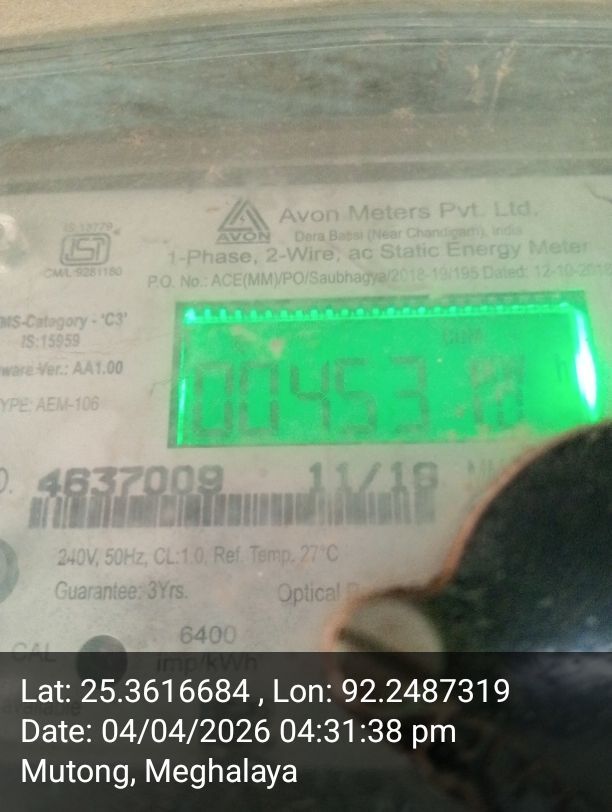 IS 13779
CM/L 9281180
AVON
Avon Meters Pvt. Ltd.
Dera Bassi (Near Chandigarh), India
1-Phase, 2-Wire, ac Static Energy Meter
P.O. No.: ACE(MM)/PO/Saubhagya/2018-19/195 Dated: 12-10-201
MS-Category - 'C3'
IS:15959
ware Ver.: AA1.00
YPE: AEM-106
00453
4637009 11/18
240V, 50Hz, CL:1.0, Ref. Temp. 27°C
Guarantee: 3Yrs.
Optical
6400
imp/kWh
CAL
Lat: 25.3616684 , Lon: 92.2487319
Date: 04/04/2026 04:31:38 pm
Mutong, Meghalaya